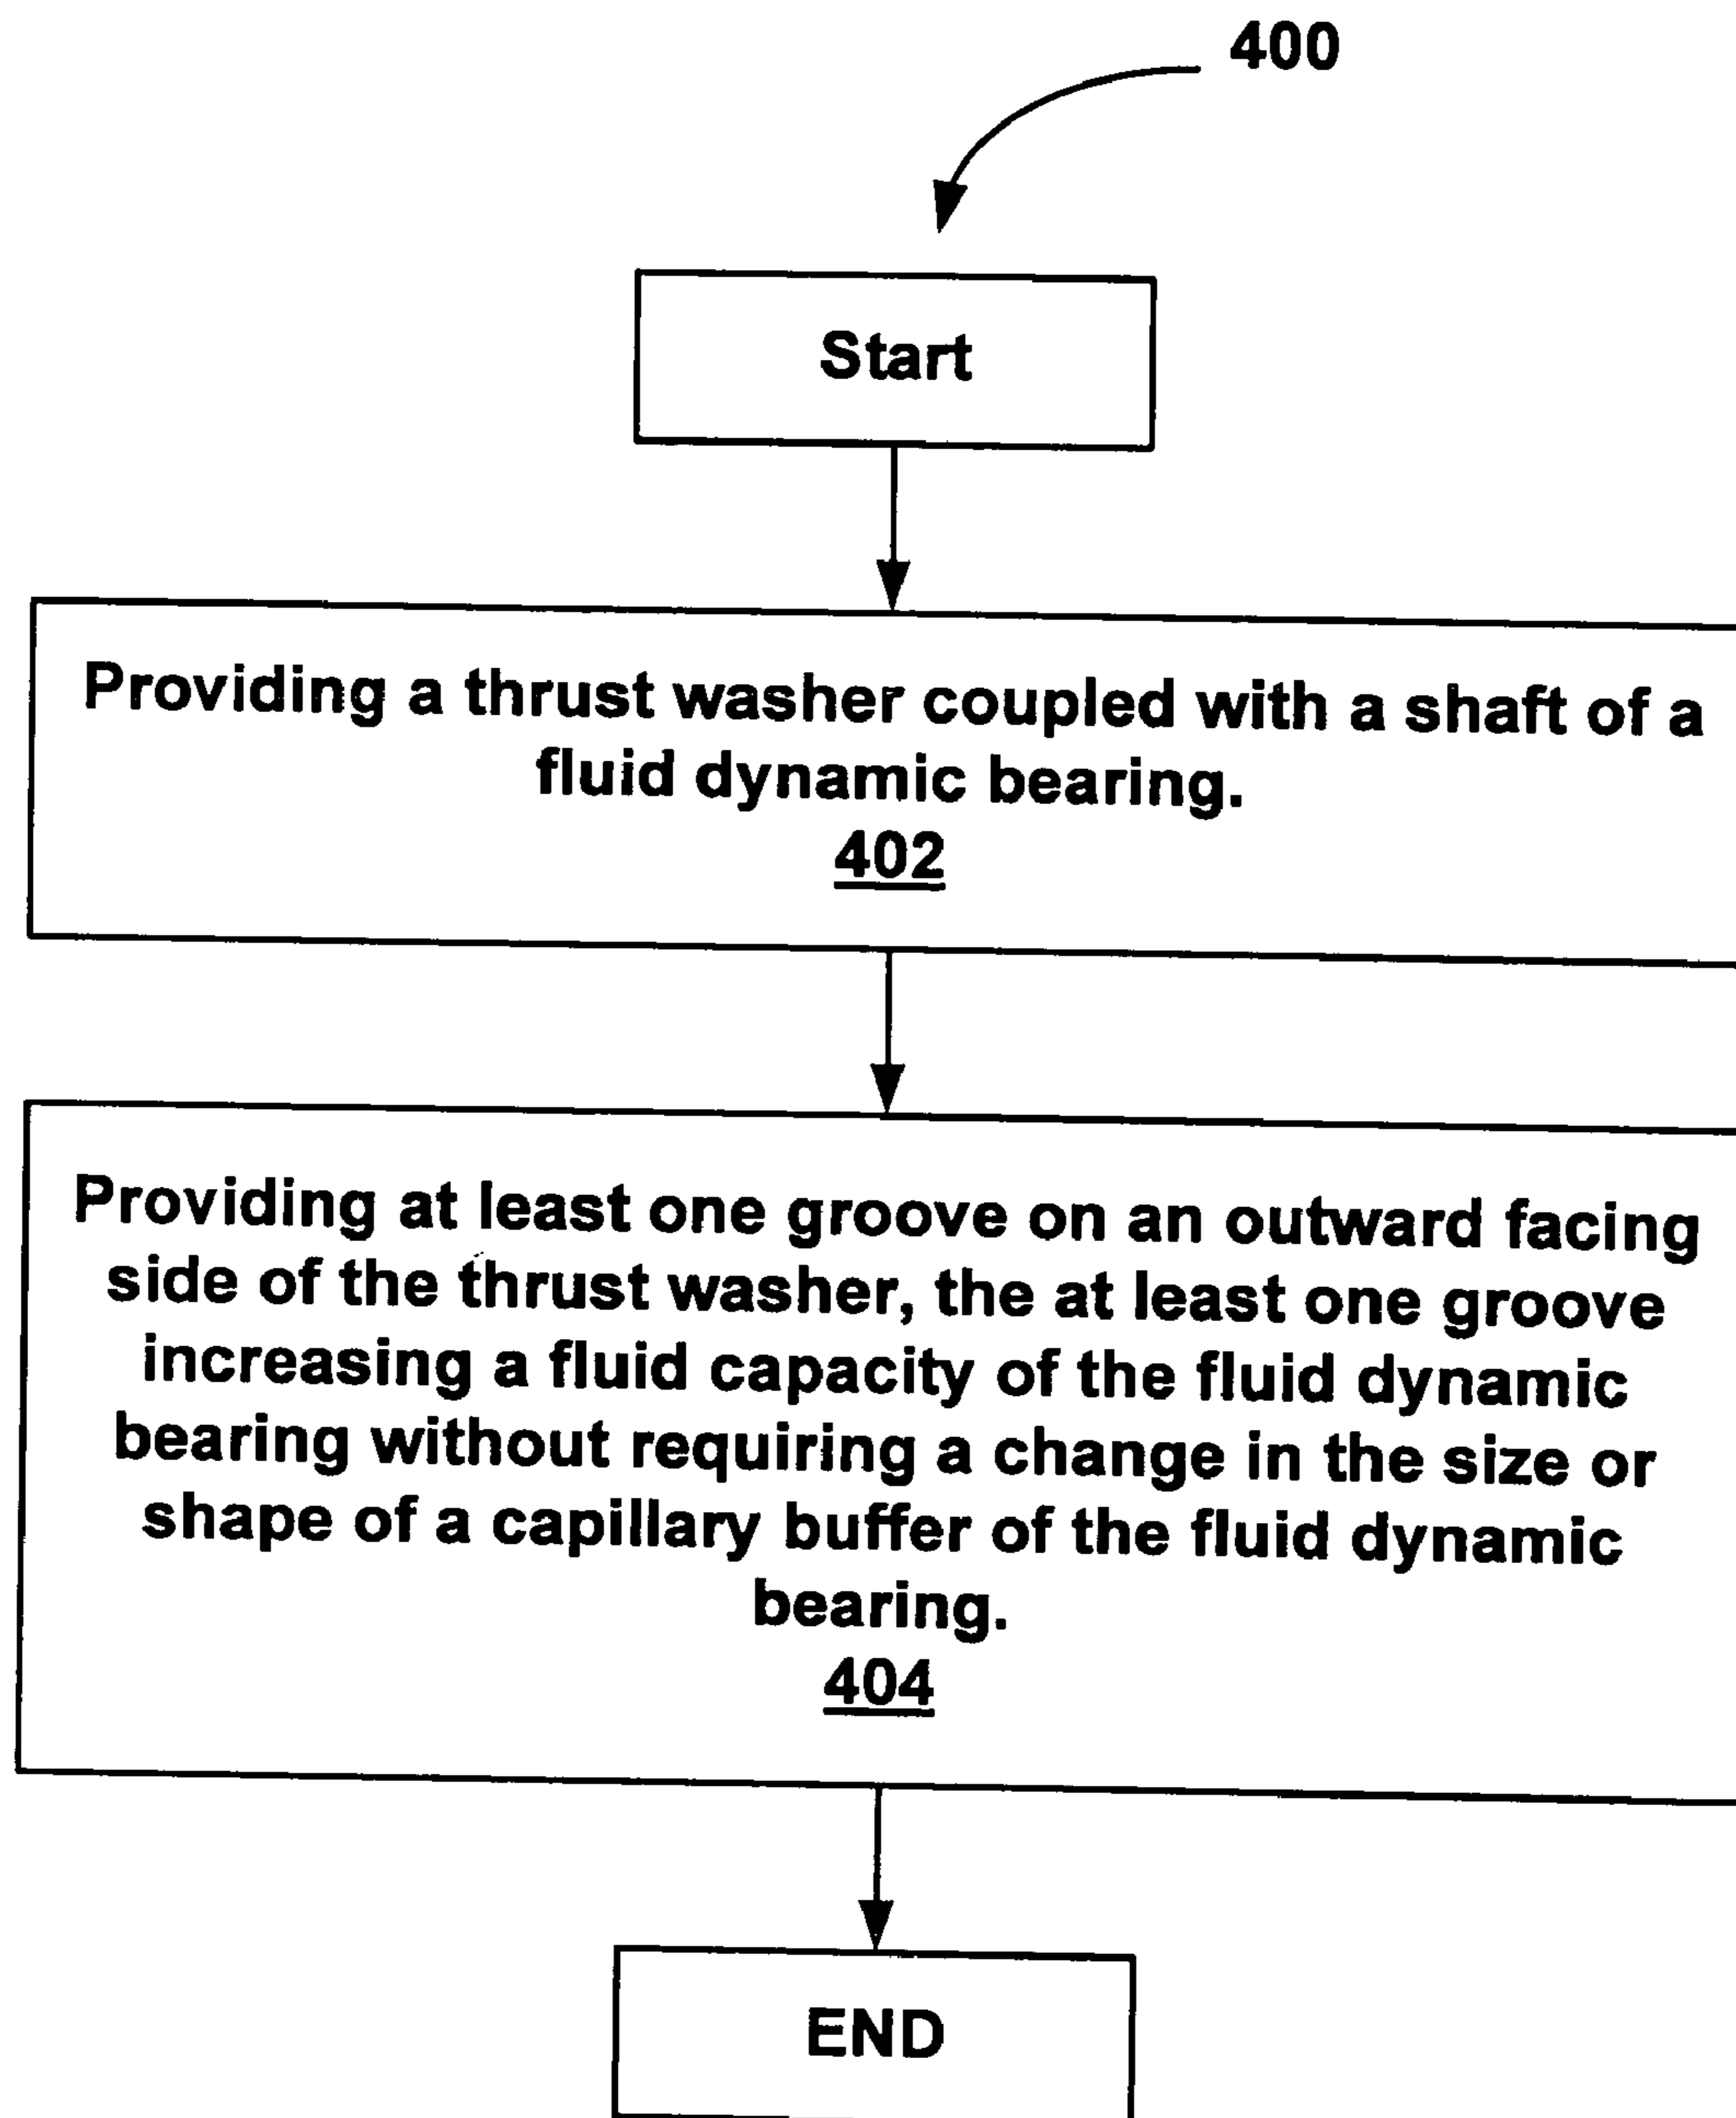 400
Start
Providing a thrust washer coupled with a shaft of a
fluid dynamic bearing.
402
Providing at least one groove on an outward facing
side of the thrust washer, the at least one groove
increasing a fluid capacity of the fluid dynamic
bearing without requiring a change in the size or
shape of a capillary buffer of the fluid dynamic
bearing.
404
END